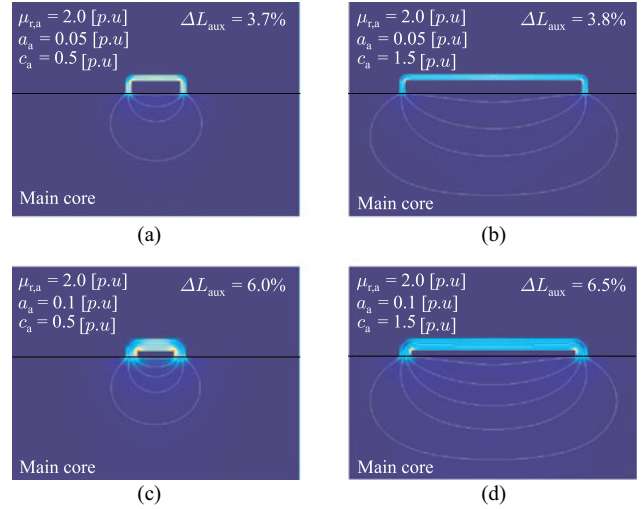 μr,a = 2.0 [p.u] ΔLaux = 3.7%
aa = 0.05 [p.u]
ca = 0.5 [p.u]
Main core
(a)
μr,a = 2.0 [p.u] ΔLaux = 3.8%
aa = 0.05 [p.u]
ca = 1.5 [p.u]
Main core
(b)
μr,a = 2.0 [p.u] ΔLaux = 6.0%
aa = 0.1 [p.u]
ca = 0.5 [p.u]
Main core
(c)
μr,a = 2.0 [p.u] ΔLaux = 6.5%
aa = 0.1 [p.u]
ca = 1.5 [p.u]
Main core
(d)